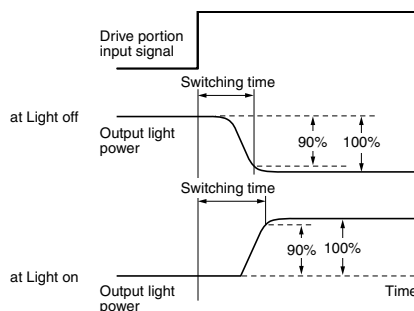 Drive portion
input signal
Switching time
at Light off
Output light
power
90%
100%
Switching time
90%
100%
at Light on
Output light
power
Time